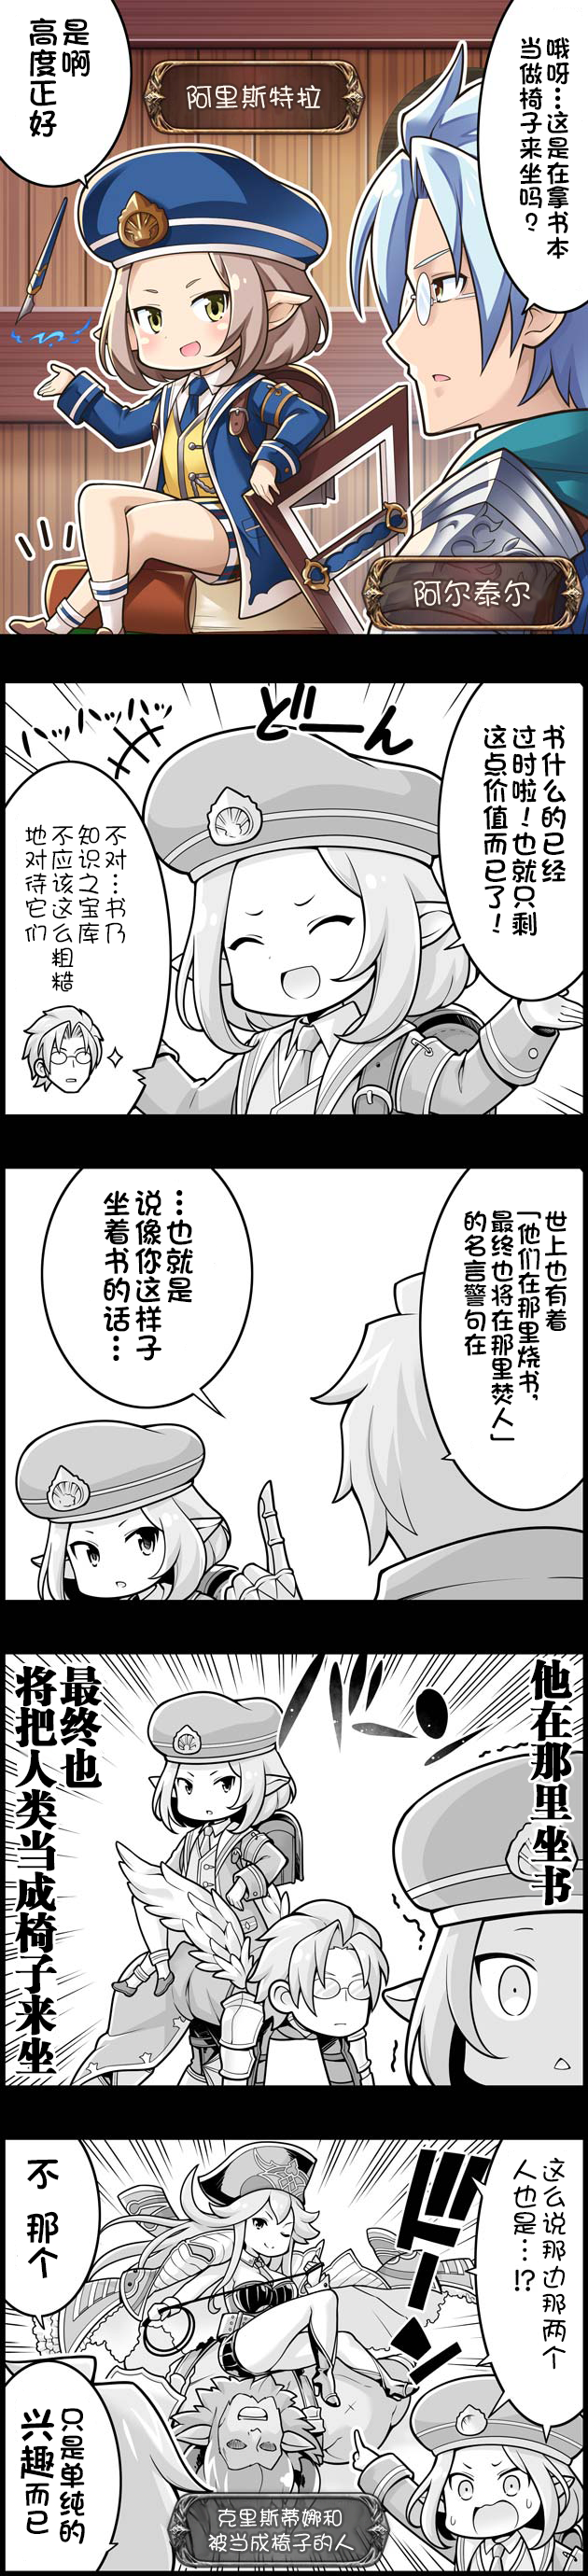 哦呀…这是在拿书本
当做椅子来坐吗？
阿里斯特拉
是啊
高度正好
阿尔泰尔
书什么的已经
过时啦！也就只剩
这点价值而已了！
どーん
ハッハッハッ
不对…书乃
知识之宝库
不应该这么粗糙
地对待它们
世上也有着
「他们在那里烧书，
最终也将在那里焚人」
的名言警句在
…也就是
说像你这样子
坐着书的话…
他在那里坐书
最终也
将把人类当成椅子来坐
这么说那边那两个
人也是…!?
不 那个
只是单纯的
兴趣而已
克里斯蒂娜和
被当成椅子的人